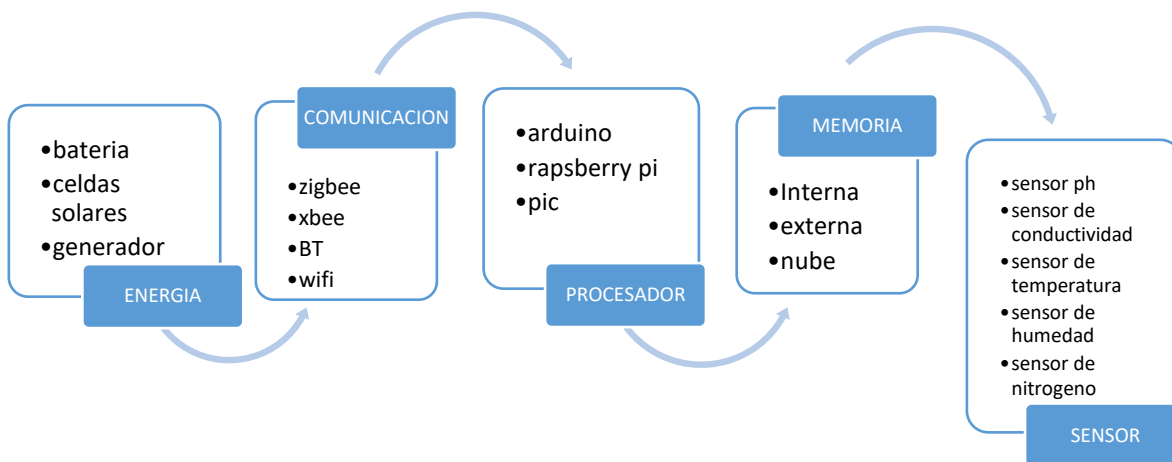 •bateria
•celdas
solares
•generador
ENERGIA
COMUNICACION
•zigbee
•xbee
•BT
•wifi
•arduino
•rapsberry pi
•pic
PROCESADOR
MEMORIA
•Interna
•externa
•nube
•sensor ph
•sensor de
conductividad
•sensor de
temperatura
•sensor de
humedad
•sensor de
nitrogeno
SENSOR